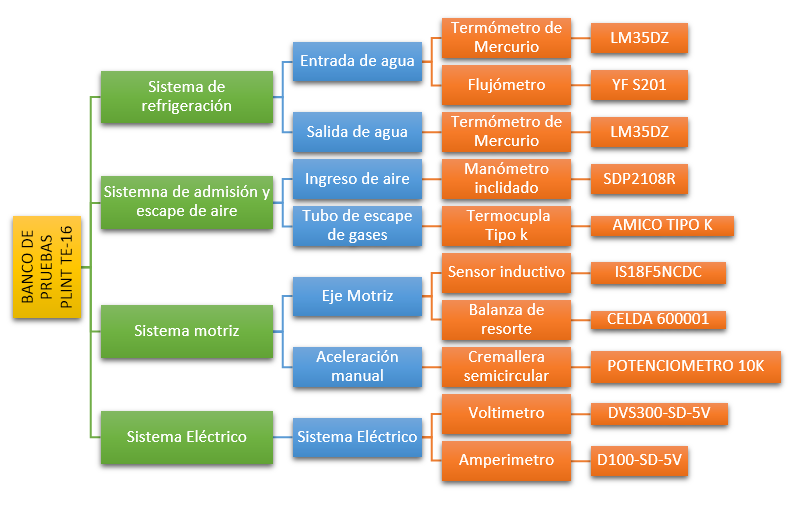 BANCO DE
PRUEBAS
PLINT TE-16
Sistema de
refrigeración
Entrada de agua
Termómetro de
Mercurio
LM35DZ
Flujómetro
YF S201
Salida de agua
Termómetro de
Mercurio
LM35DZ
Sistemna de admisión y
escape de aire
Ingreso de aire
Manómetro
inclidado
SDP2108R
Tubo de escape
de gases
Termocupla
Tipo k
AMICO TIPO K
Sistema motriz
Eje Motriz
Sensor inductivo
IS18F5NCDC
Balanza de
resorte
CELDA 600001
Aceleración
manual
Cremallera
semicircular
POTENCIOMETRO 10K
Sistema Eléctrico
Sistema Eléctrico
Voltimetro
DVS300-SD-5V
Amperimetro
D100-SD-5V